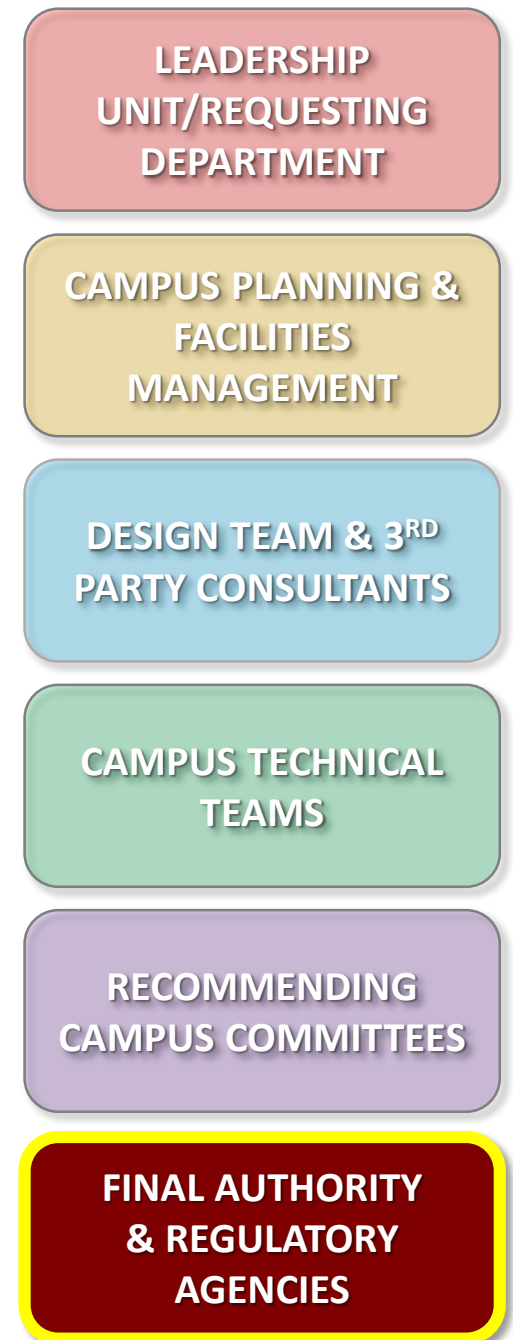 LEADERSHIP
UNIT/REQUESTING
DEPARTMENT
CAMPUS PLANNING &
FACILITIES
MANAGEMENT
DESIGN TEAM & 3RD
PARTY CONSULTANTS
CAMPUS TECHNICAL
TEAMS
RECOMMENDING
CAMPUS COMMITTEES
FINAL AUTHORITY
& REGULATORY
AGENCIES